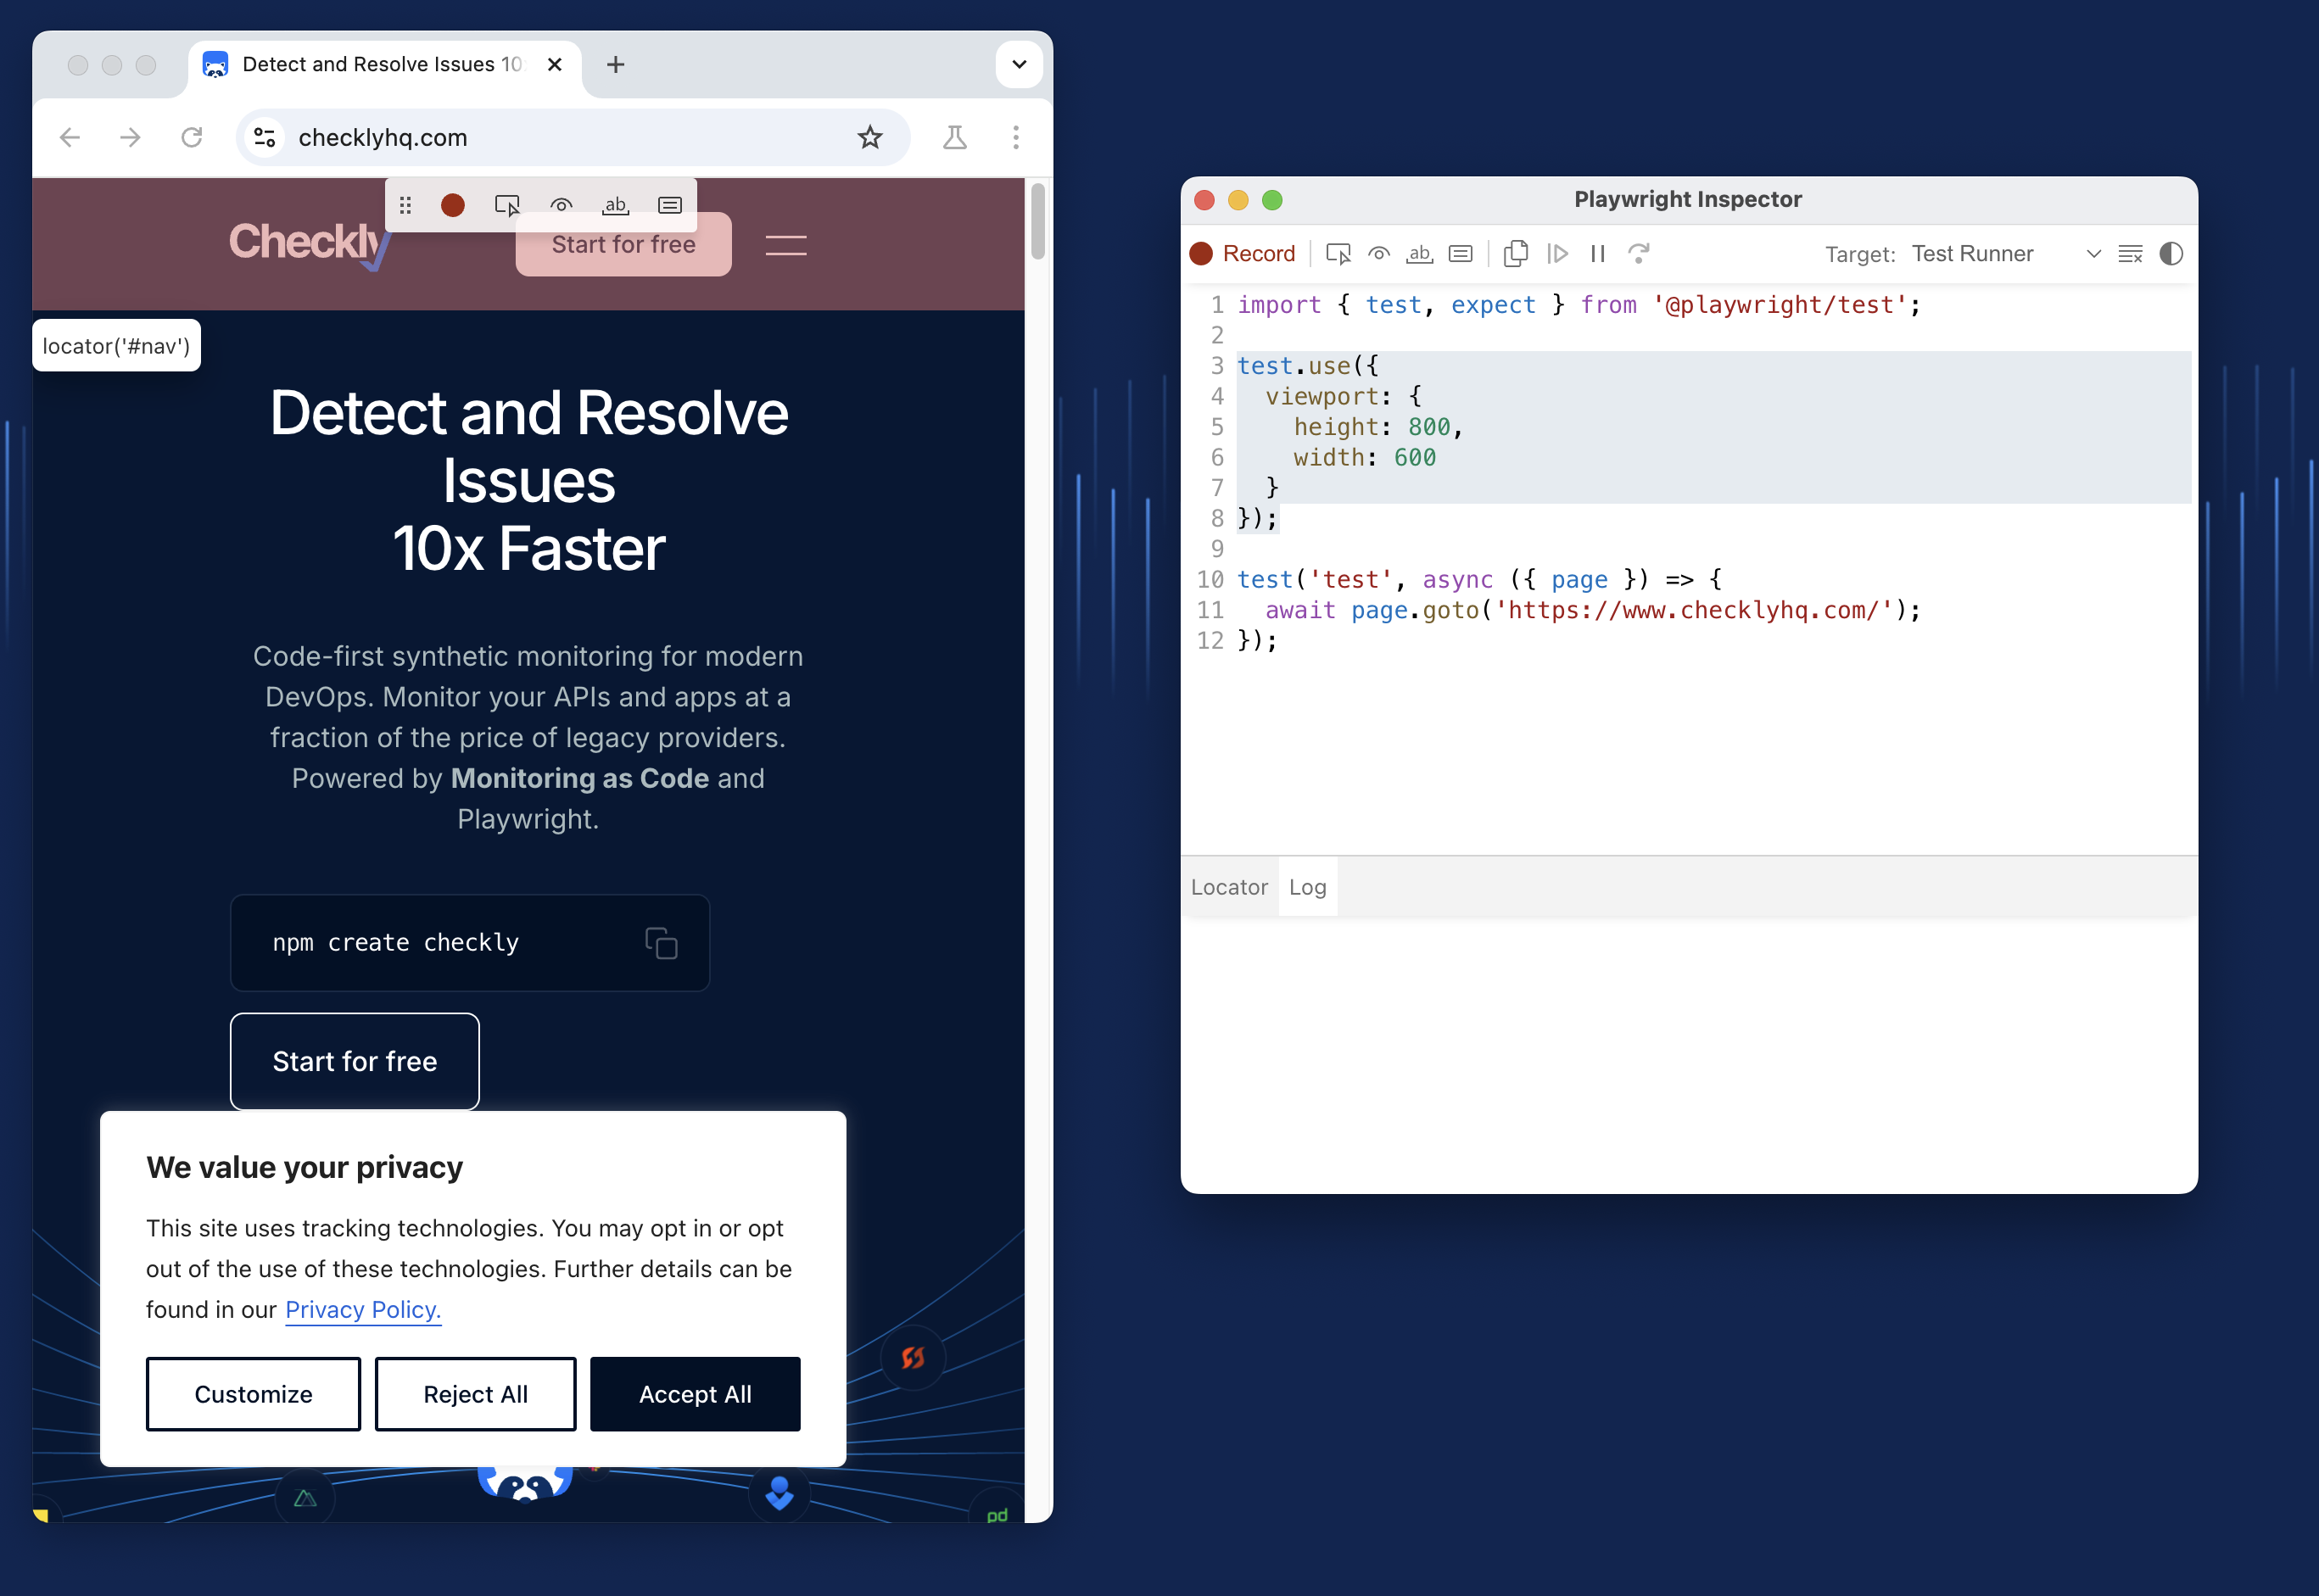 Detect and Resolve Issues 10
checklyhq.com
ab
Checkly
Start for free
locator('#nav')
Detect and Resolve
Issues
10x Faster
Code-first synthetic monitoring for modern
DevOps. Monitor your APIs and apps at a
fraction of the price of legacy providers.
Powered by Monitoring as Code and
Playwright.
npm create checkly
Start for free
We value your privacy
This site uses tracking technologies. You may opt in or opt
out of the use of these technologies. Further details can be
found in our Privacy Policy.
Customize
Reject All
Accept All
pd
Playwright Inspector
Record
ab
Target: Test Runner
1 import { test, expect } from '@playwright/test';
2
3 test.use({
4   viewport: {
5     height: 800,
6     width: 600
7   }
8 });
9
10 test('test', async ({ page }) => {
11   await page.goto('https://www.checklyhq.com/');
12 });
Locator
Log